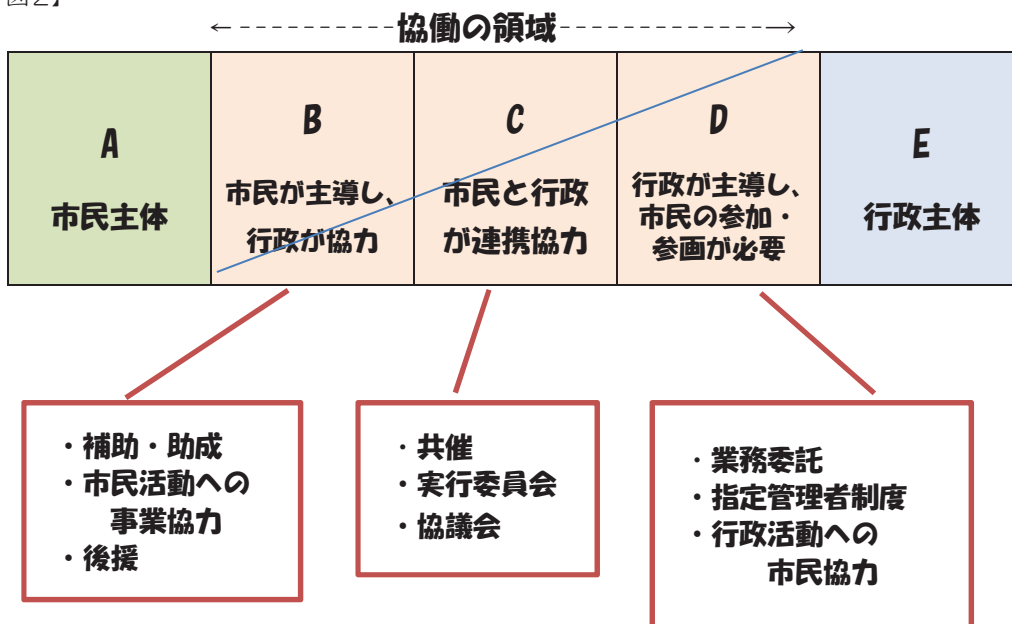 ←----------協働の領域------------→
A
市民主体
B
市民が主導し、
行政が協力
C
市民と行政
が連携協力
D
行政が主導し、
市民の参加・
参画が必要
E
行政主体
・補助・助成
・市民活動への
事業協力
・後援
・共催
・実行委員会
・協議会
・業務委託
・指定管理者制度
・行政活動への
市民協力